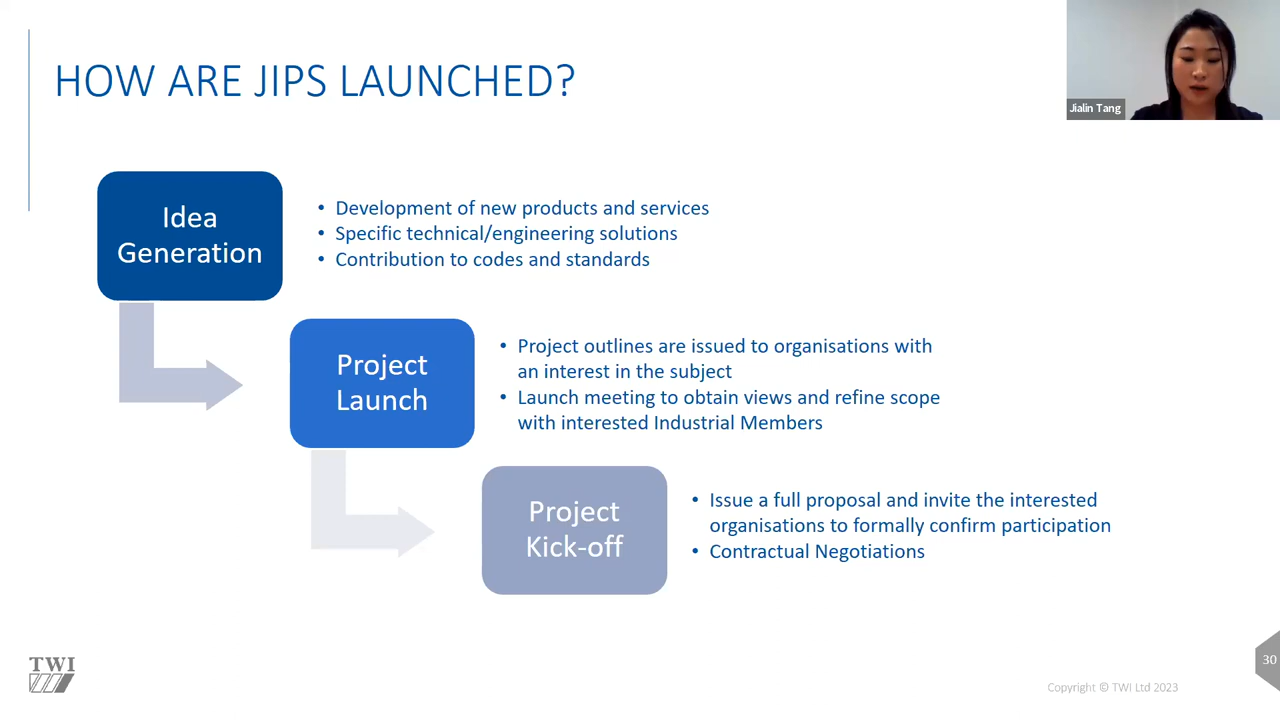 HOW ARE JIPS LAUNCHED?
Jialin Tang
Idea
Generation
• Development of new products and services
• Specific technical/engineering solutions
• Contribution to codes and standards
Project
Launch
• Project outlines are issued to organisations with
an interest in the subject
• Launch meeting to obtain views and refine scope
with interested Industrial Members
Project
Kick-off
• Issue a full proposal and invite the interested
organisations to formally confirm participation
• Contractual Negotiations
TWI
30
Copyright © TWI Ltd 2023